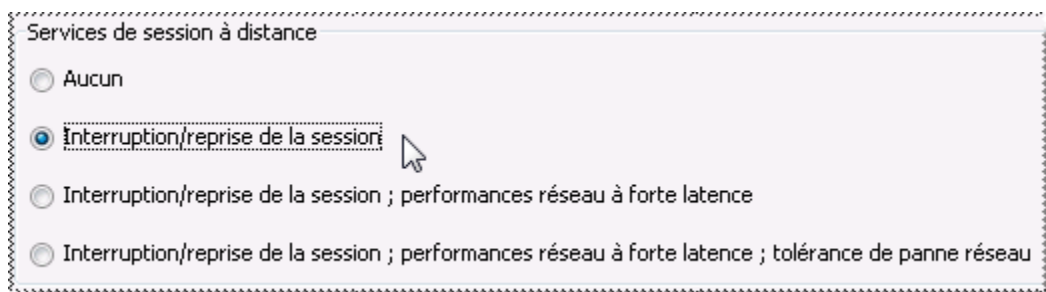 Services de session à distance
Aucun
Interruption/reprise de la session
Interruption/reprise de la session ; performances réseau à forte latence
Interruption/reprise de la session ; performances réseau à forte latence ; tolérance de panne réseau